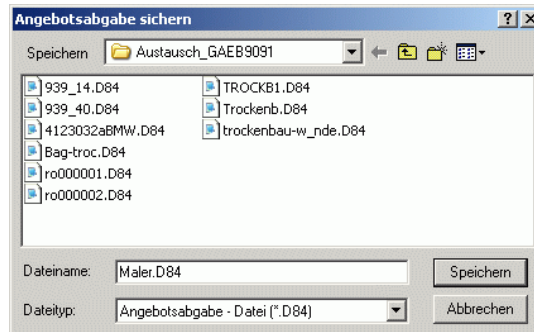 Angebotsabgabe sichern
Speichern Austausch_GAEB9091
939_14.D84
939_40.D84
4123032aBMW.D84
Bag-troc.D84
ro000001.D84
ro000002.D84
TROCKB1.D84
Trockenb.D84
trockenbau-w_nde.D84
Dateiname: Maler.D84 Speichern
Dateityp: Angebotsabgabe - Datei (*.D84) Abbrechen